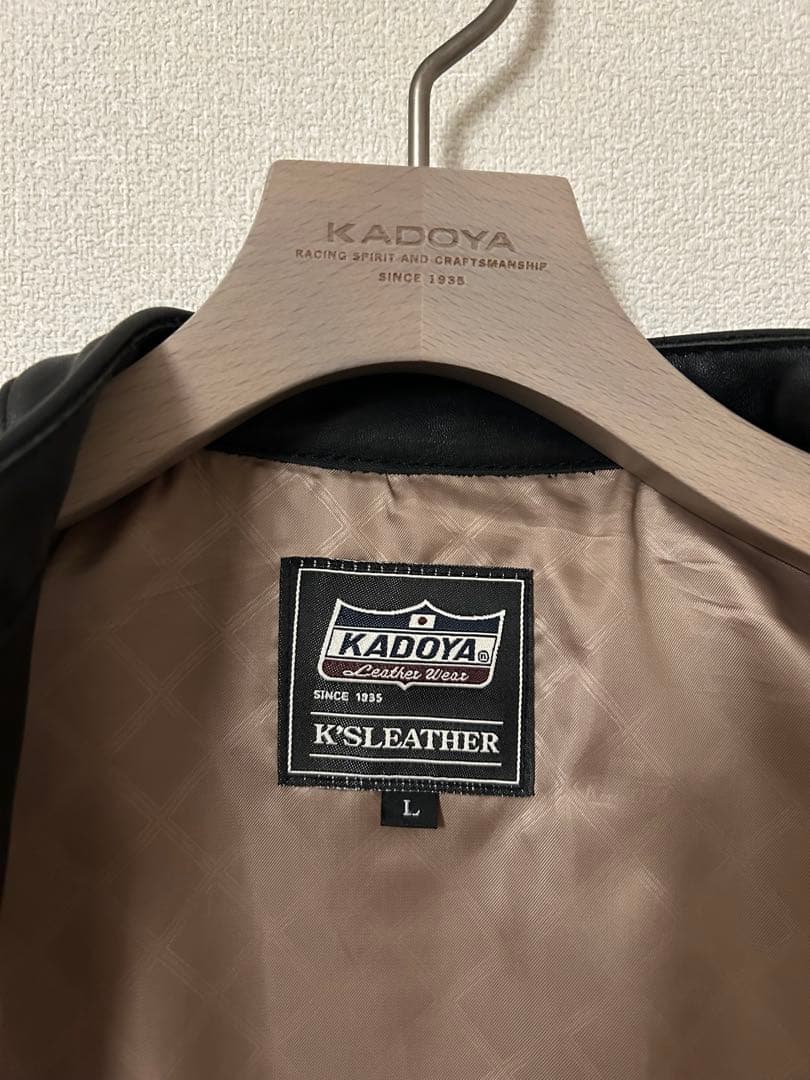 KADOYA
RACING SPIRIT AND CRAFTSMANSHIP
SINCE 1935
KADOYA
Leather Wear
SINCE 1935
K'SLEATHER
L